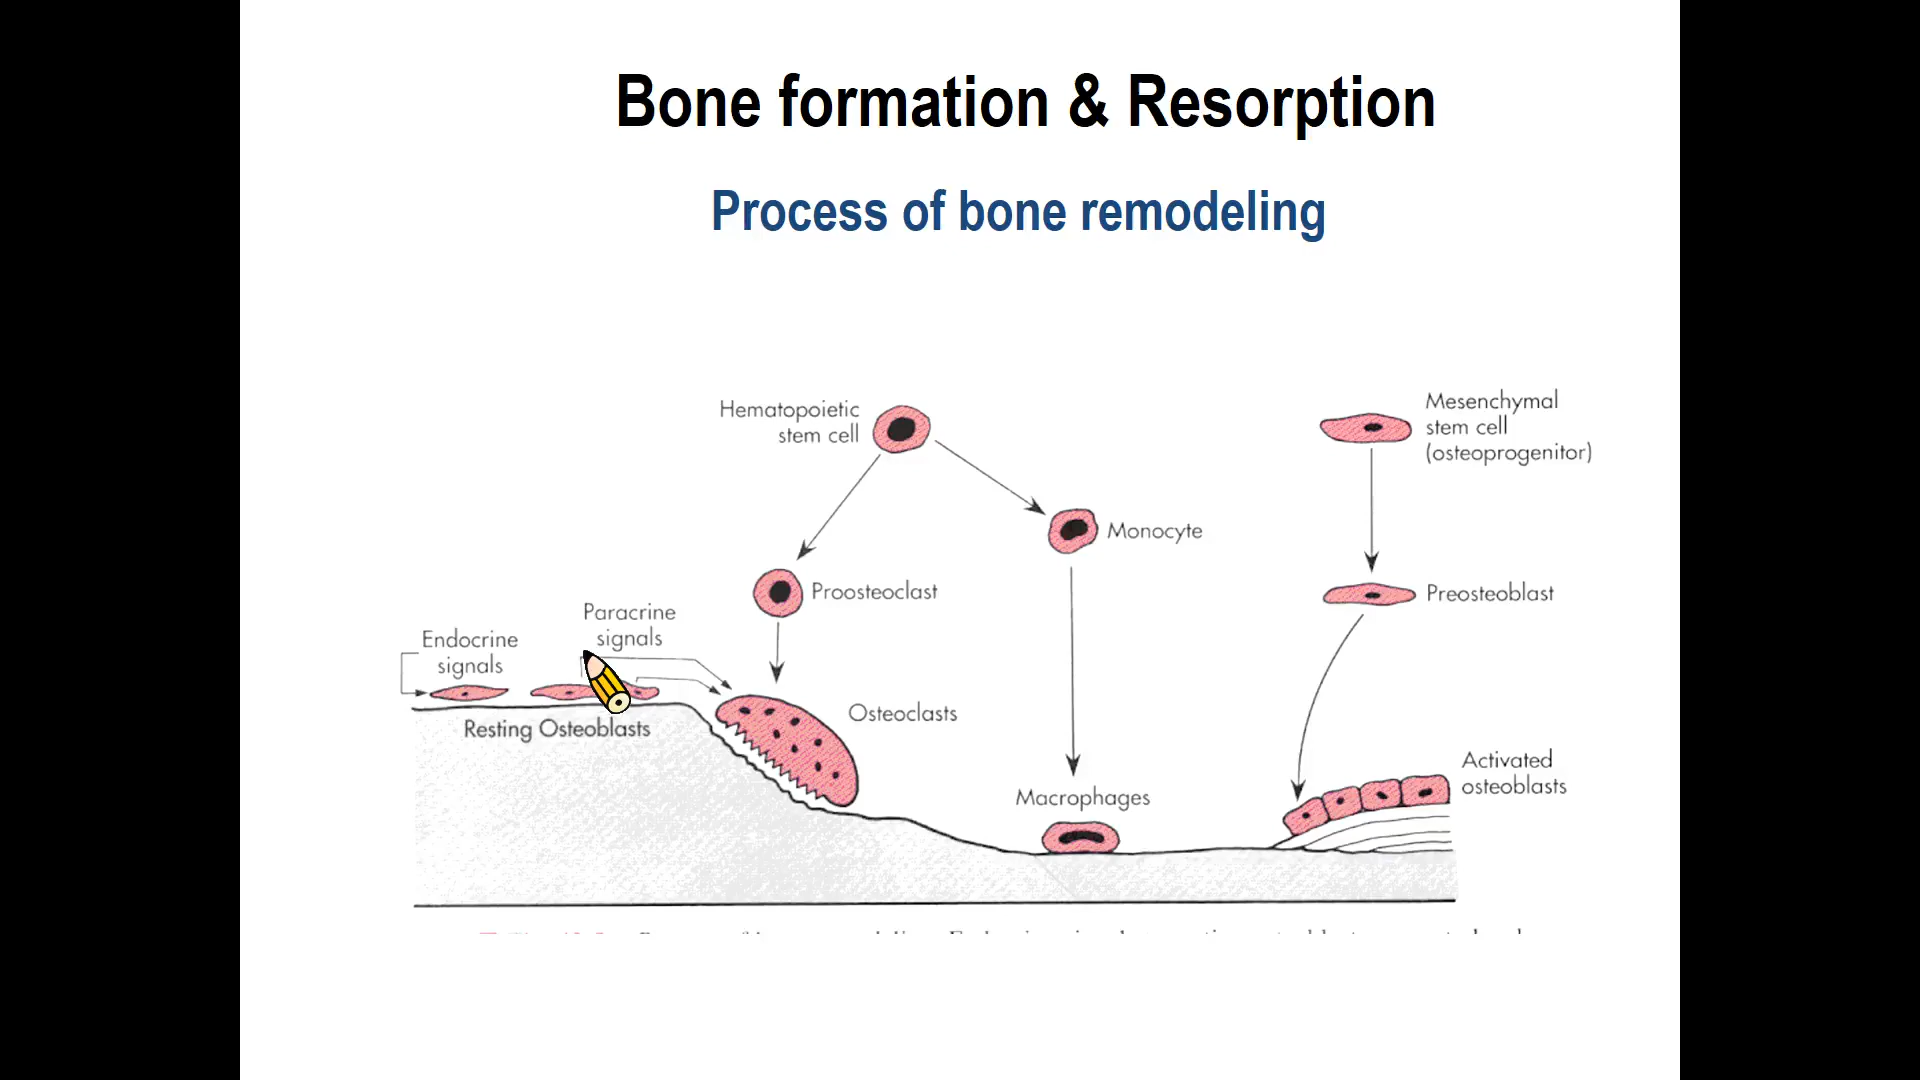 Bone formation & Resorption
Process of bone remodeling
Hematopoietic
stem cell
Mesenchymal
stem cell
(osteoprogenitor)
Monocyte
Proosteoclast
Preosteoblast
Paracrine
signals
Endocrine
signals
Resting Osteoblasts
Osteoclasts
Macrophages
Activated
osteoblasts